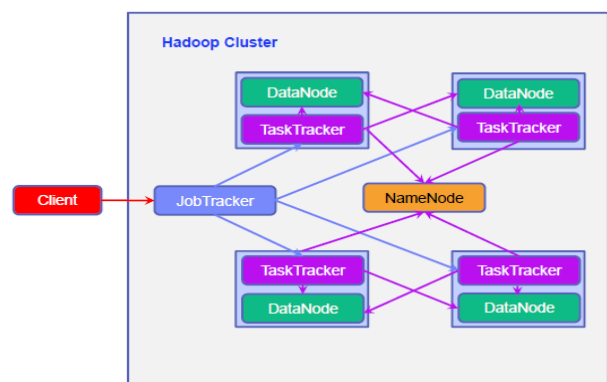 Hadoop Cluster
DataNode
DataNode
TaskTracker
TaskTracker
Client
JobTracker
NameNode
TaskTracker
TaskTracker
DataNode
DataNode